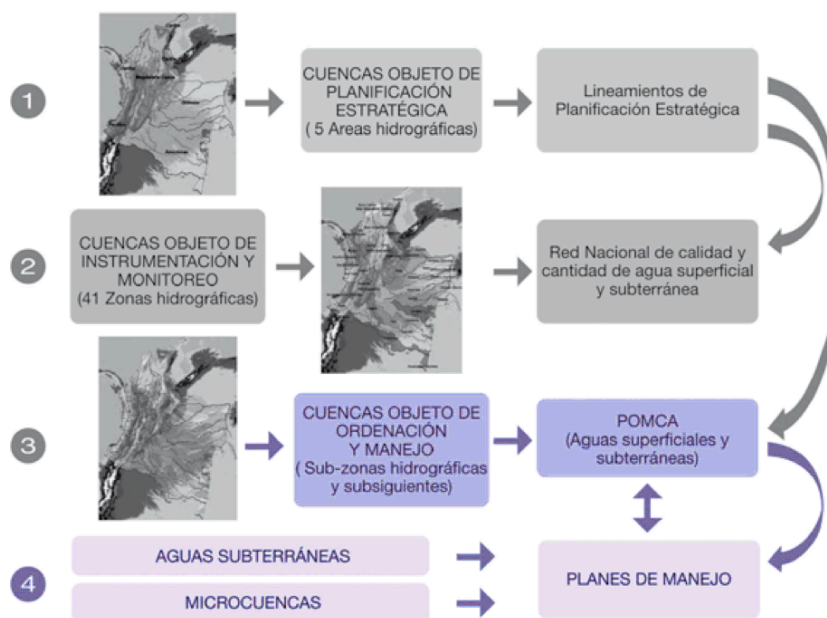 1
CUENCAS OBJETO DE
PLANIFICACIÓN
ESTRATÉGICA
( 5 Areas hidrográficas)
Lineamientos de
Planificación Estratégica
2
CUENCAS OBJETO DE
INSTRUMENTACIÓN Y
MONITOREO
(41 Zonas hidrográficas)
Red Nacional de calidad y
cantidad de agua superficial
y subterránea
3
CUENCAS OBJETO DE
ORDENACIÓN
Y MANEJO
( Sub-zonas hidrográficas
y subsiguientes)
POMCA
(Aguas superficiales y
subterráneas)
4
AGUAS SUBTERRÁNEAS
MICROCUENCAS
PLANES DE MANEJO